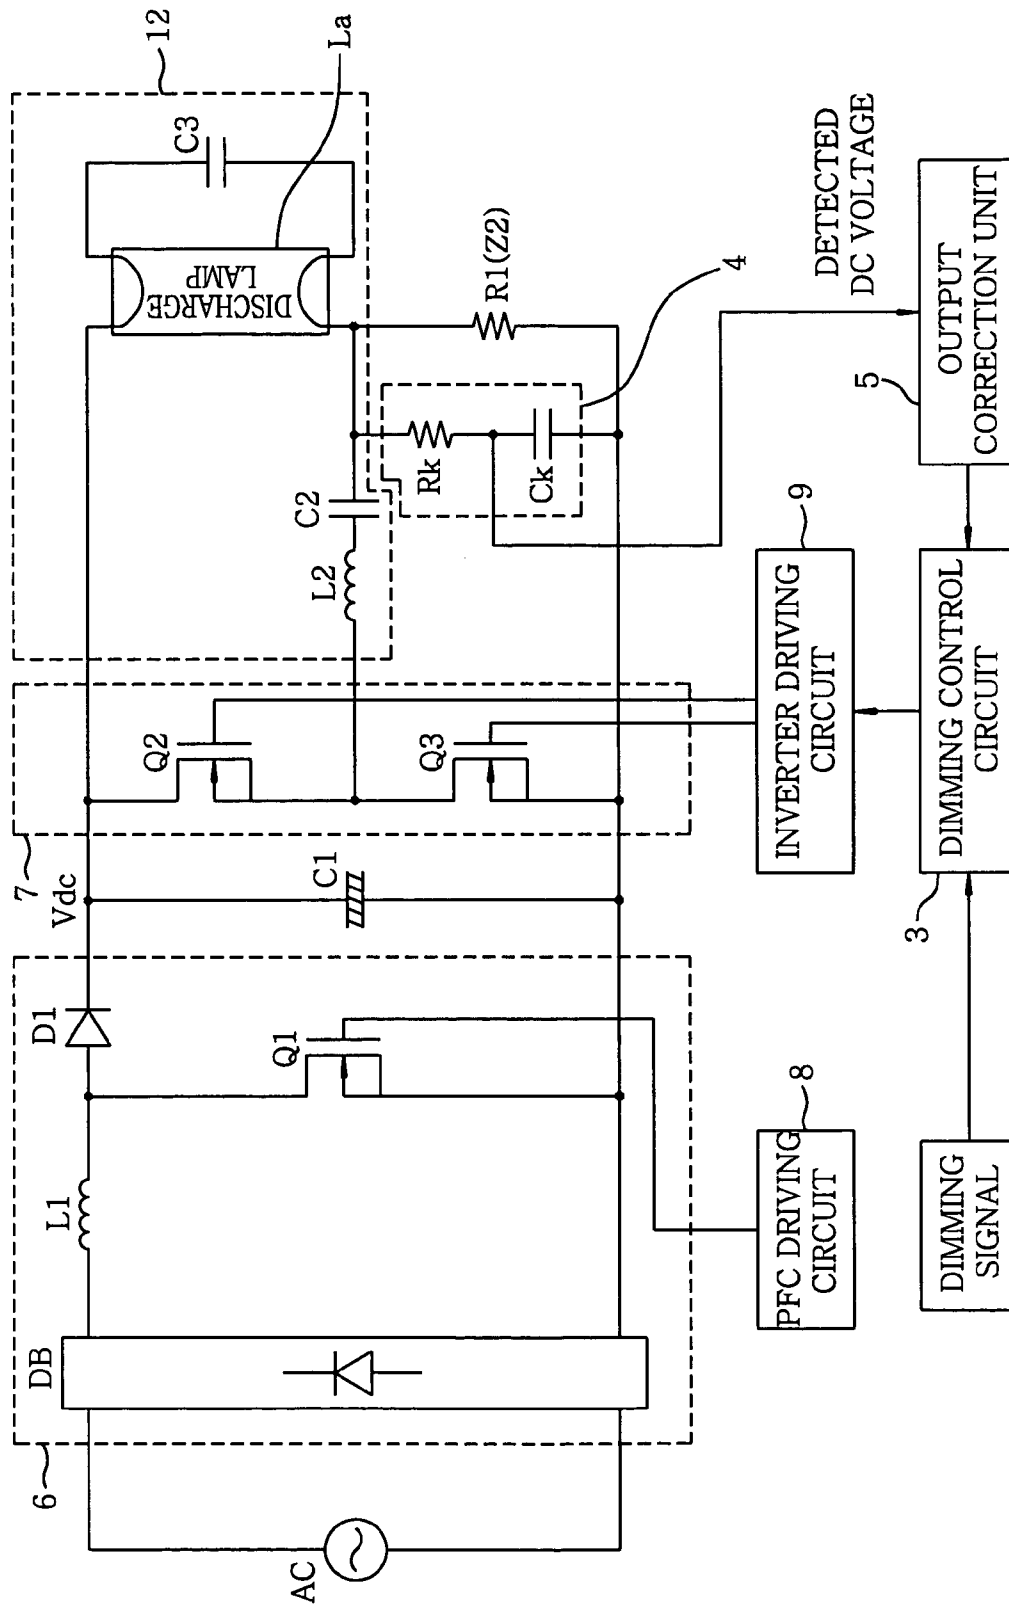 12
La
C3
DISCHARGE
LAMP
R1(Z2)
4
DETECTED
DC VOLTAGE
C2
L2
Rk
Ck
5
OUTPUT
CORRECTION UNIT
7
Q2
Q3
9
INVERTER DRIVING
CIRCUIT
3
DIMMING CONTROL
CIRCUIT
Vdc
C1
D1
Q1
L1
8
PFC DRIVING
CIRCUIT
DIMMING
SIGNAL
DB
6
AC